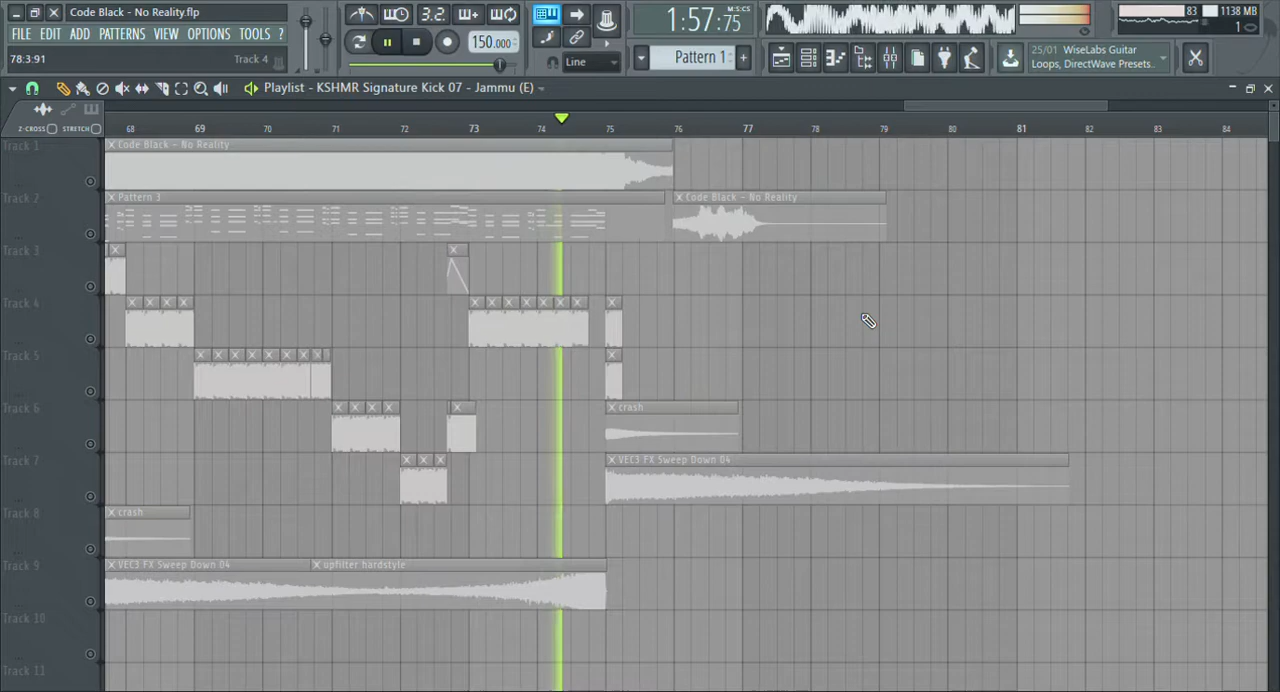 Code Black - No Reality.flp
FILE EDIT ADD PATTERNS VIEW OPTIONS TOOLS ?
78:3.91 Track 4
3.2.
150.000
Line
1:57:75
M:S:CS
Pattern 1
83 1138 MB
1
25/01 WiseLabs Guitar
Loops, DirectWave Presets..
Playlist - KSHMR Signature Kick 07 - Jammu (E)
Z-CROSS STRETCH
68 69 70 71 72 73 74 75 76 77 78 79 80 81 82 83 84
Track 1 Code Black - No Reality
Track 2 Pattern 3 Code Black - No Reality
Track 3
Track 4
Track 5
Track 6 crash
Track 7 VEC3 FX Sweep Down 04
Track 8 crash
Track 9 VEC3 FX Sweep Down 04 upfilter hardstyle
Track 10
Track 11